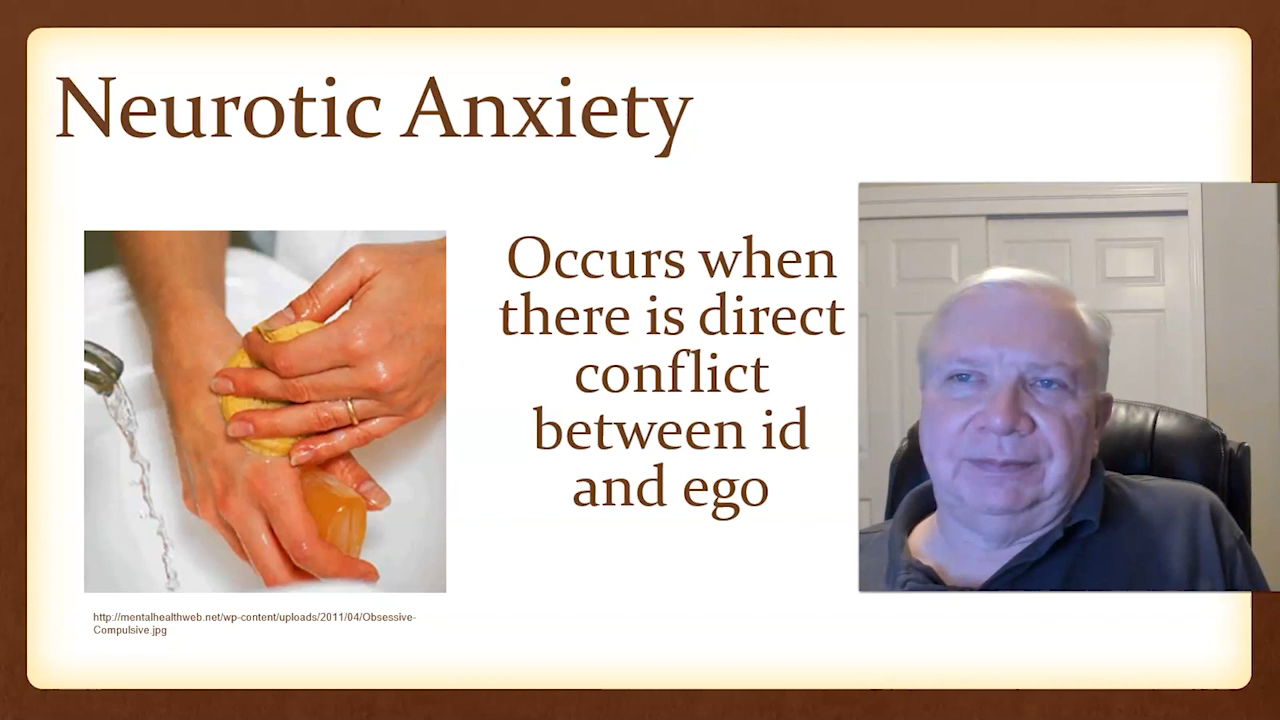 Neurotic Anxiety
Occurs when
there is direct
conflict
between id
and ego
http://mentalhealthweb.net/wp-content/uploads/2011/04/Obsessive-
Compulsive.jpg